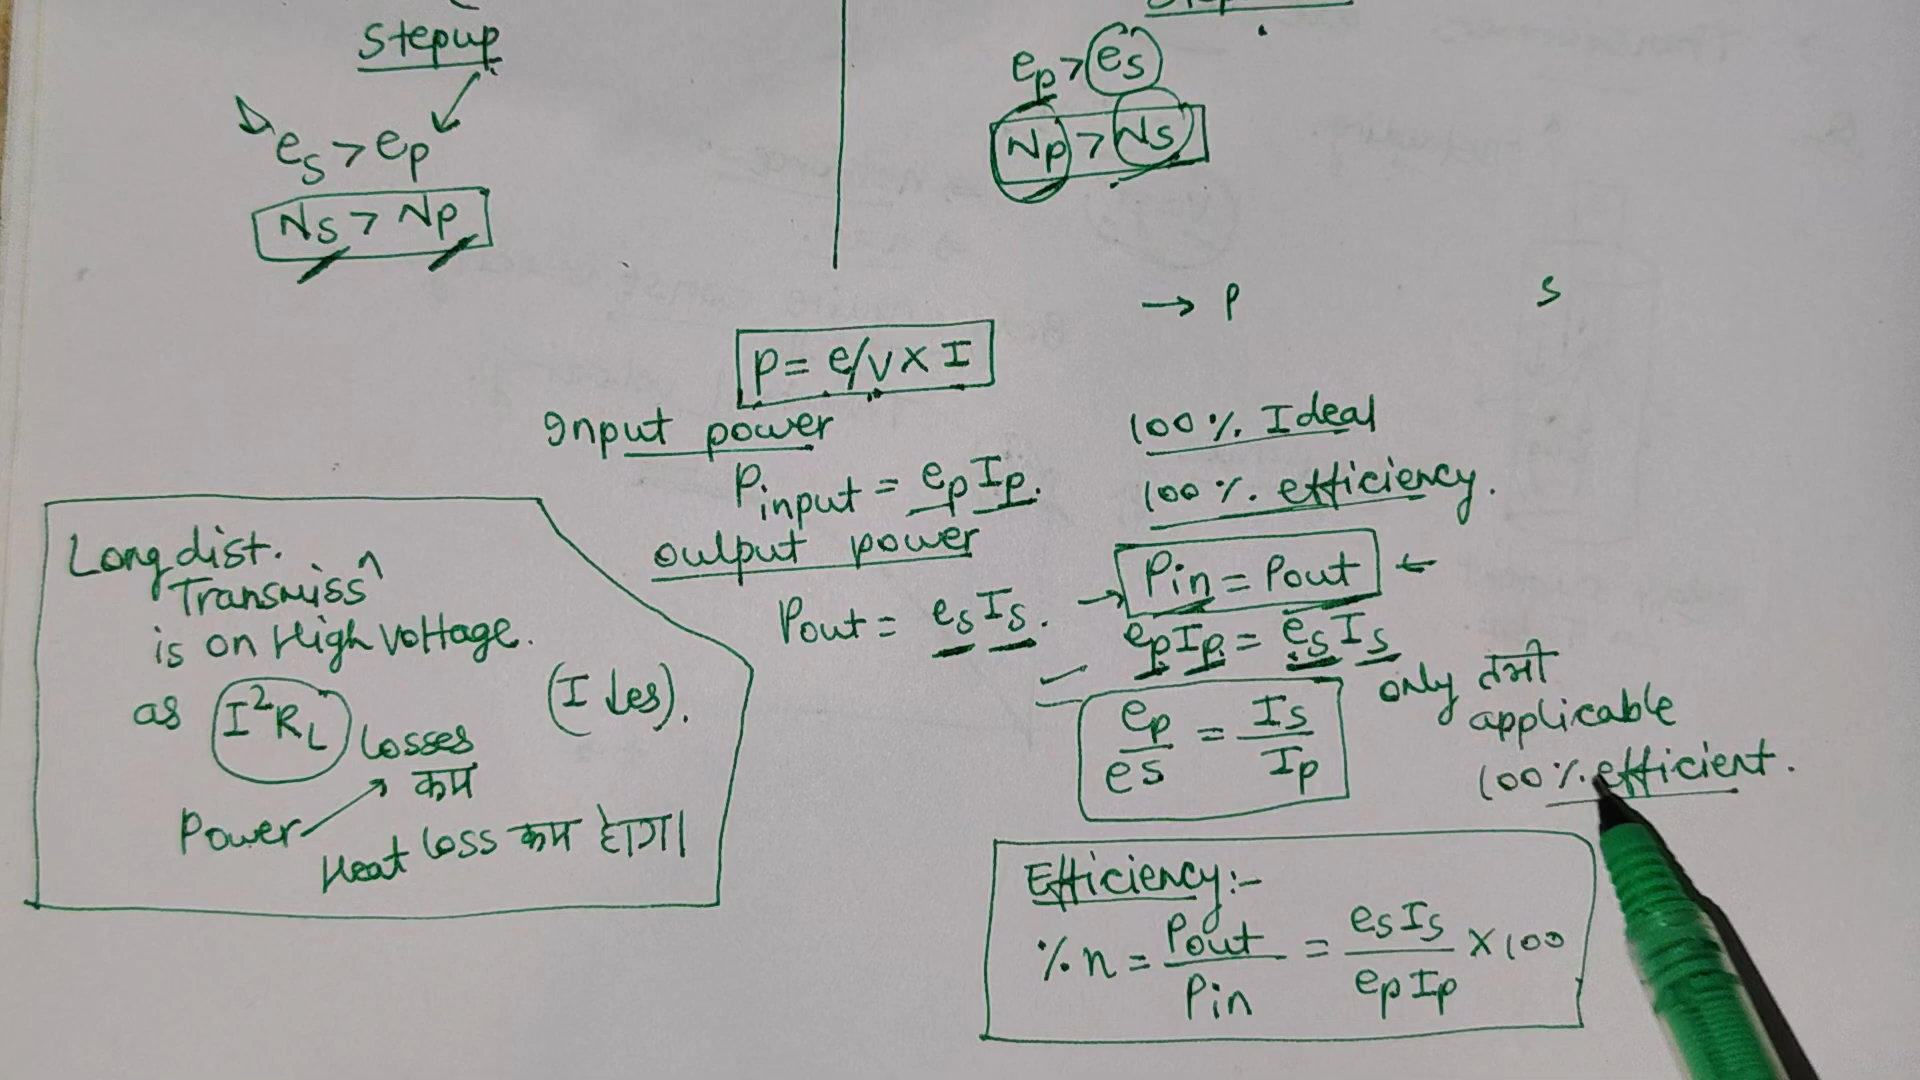 Stepup
es > ep
Ns > Np
ep > es
Np > Ns
→ P S
P = e/v × I
Input power
Pinput = ep Ip.
output power
Pout = es Is.
100 % Ideal
100 %. efficiency.
Pin = Pout
ep Ip = es Is
ep/es = Is/Ip
only तभी
applicable
100 %. efficient.
Long dist.
Transmiss^n
is on High voltage.
as I²RL losses (I ↓es).
कम
Power
Heat loss कम होगा।
Efficiency:-
% n = Pout/Pin = es Is/ep Ip × 100